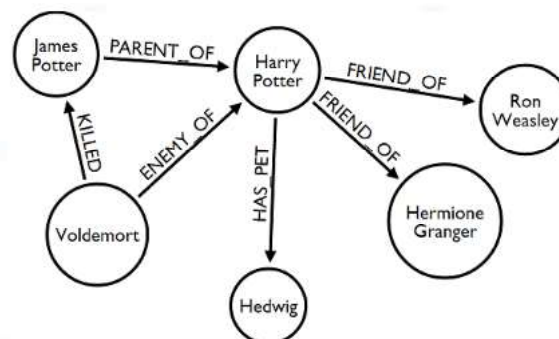 James
Potter
PARENT_OF
Harry
Potter
FRIEND_OF
Ron
Weasley
KILLED
ENEMY_OF
HAS_PET
FRIEND_OF
Voldemort
Hermione
Granger
Hedwig